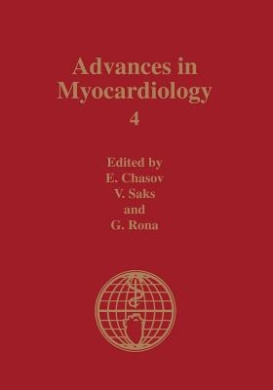 Advances in
Myocardiology
4
Edited by
E. Chasov
V. Saks
and
G. Rona